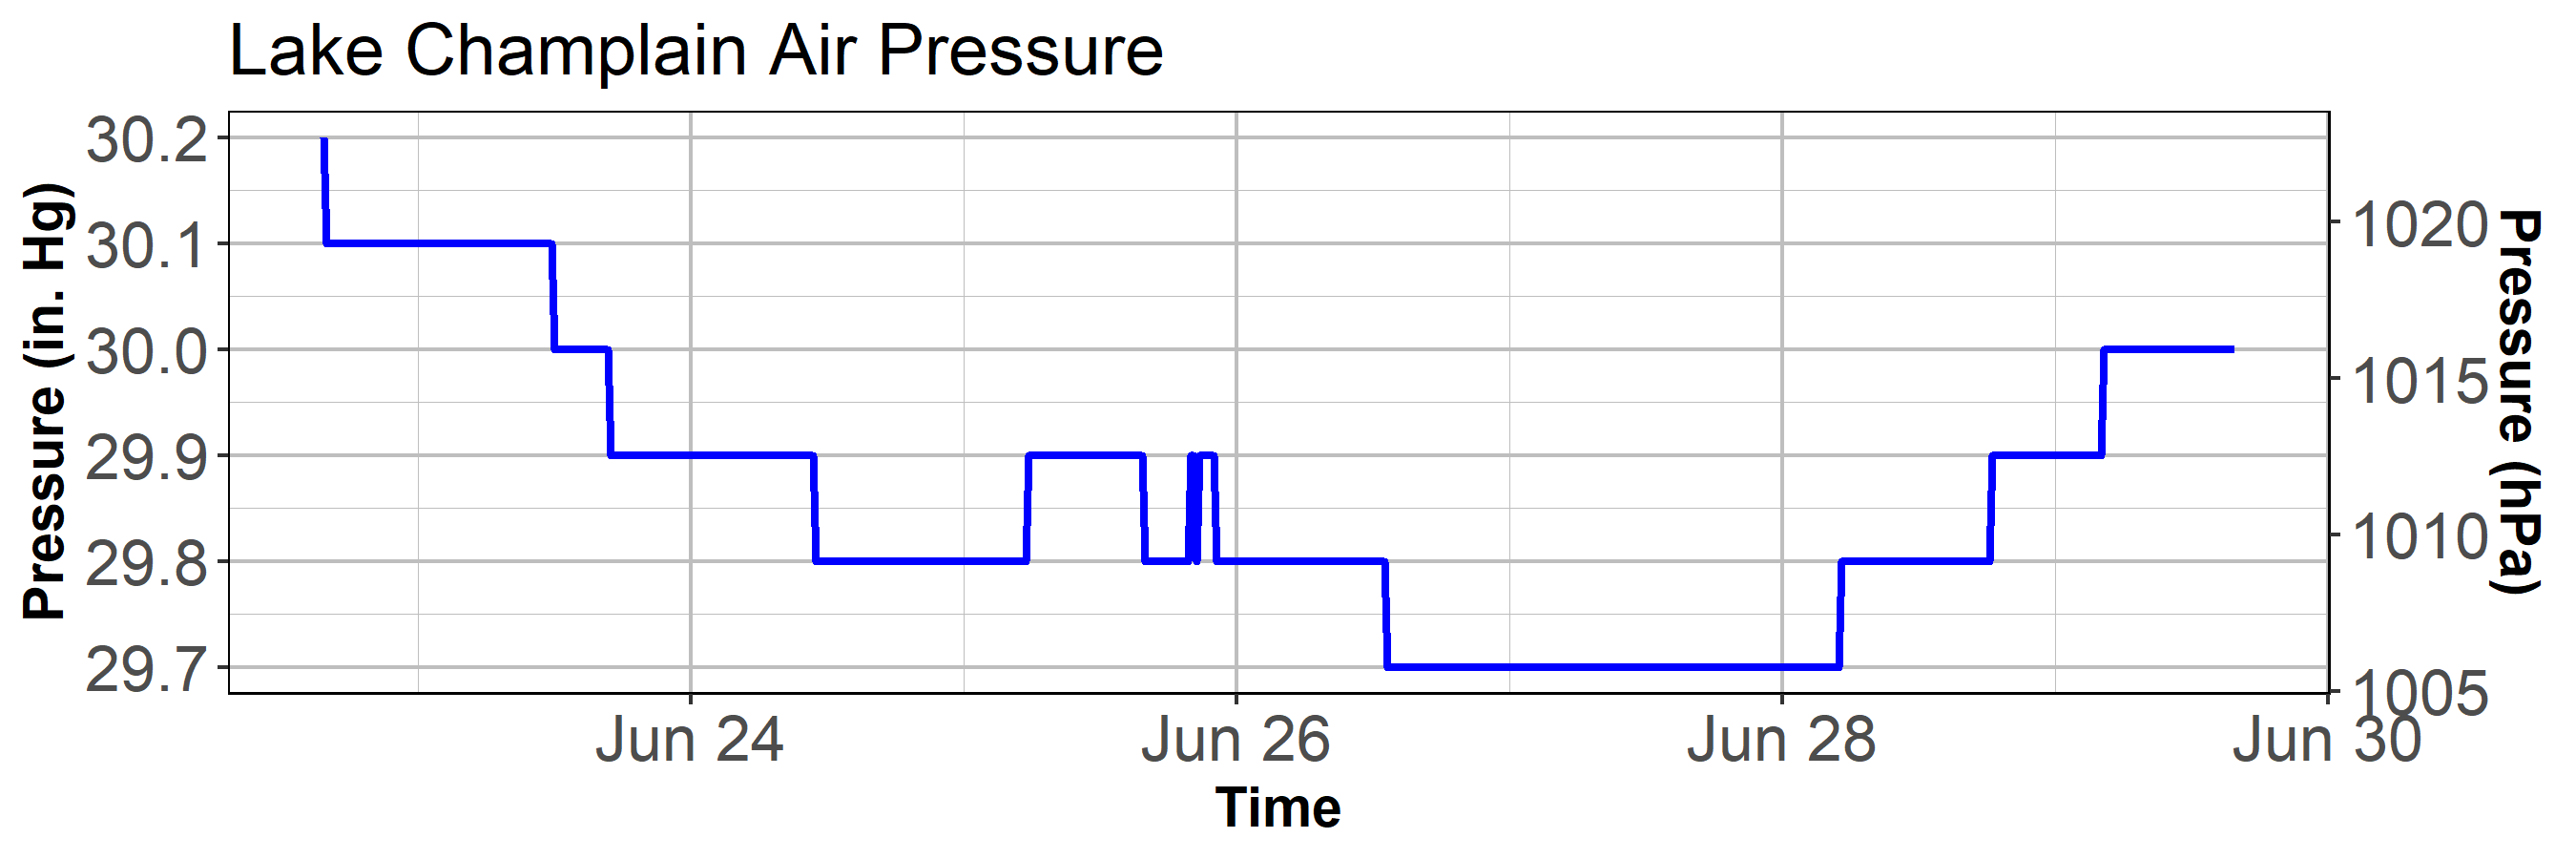 Lake Champlain Air Pressure
Pressure (in. Hg)
30.2
30.1
30.0
29.9
29.8
29.7
1020
1015
1010
1005
Pressure (hPa)
Jun 24 Jun 26 Jun 28 Jun 30
Time